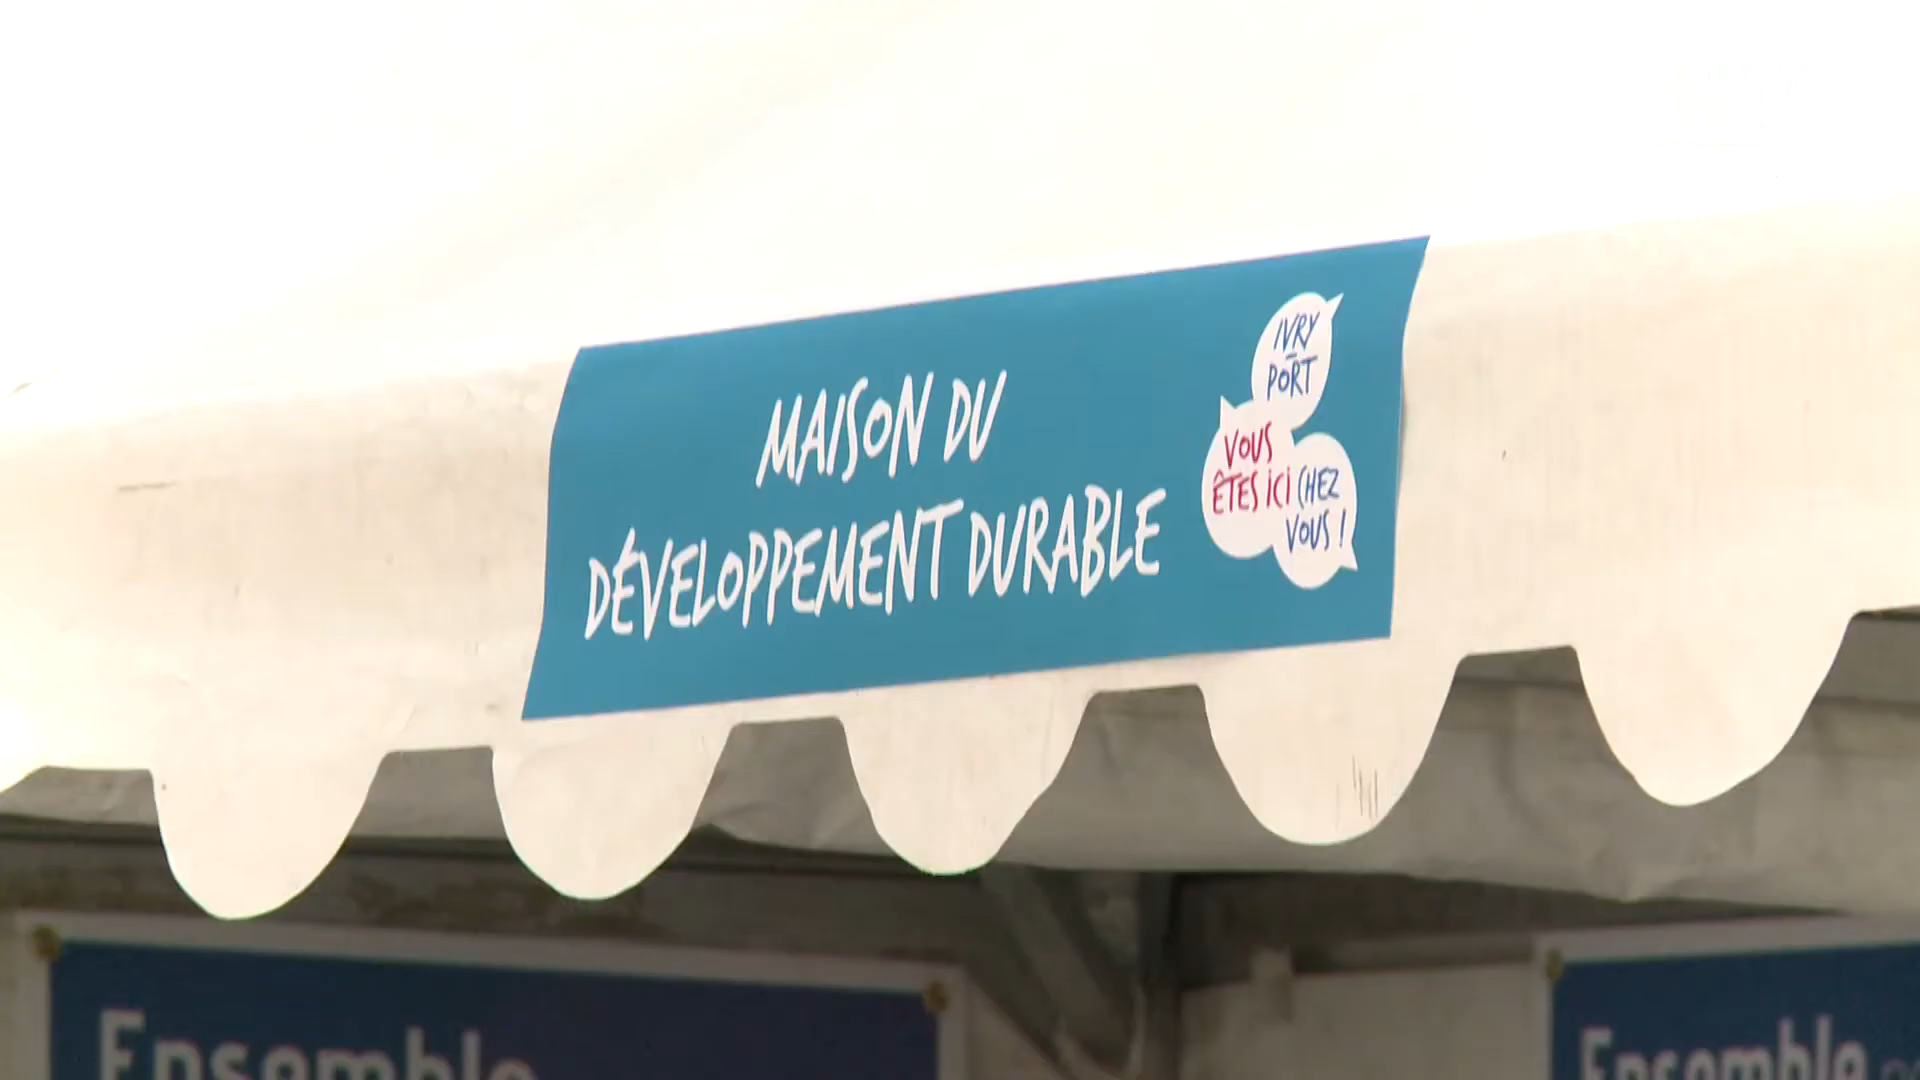 MAISON DU
DÉVELOPPEMENT DURABLE
IVRY
PORT
VOUS
ÊTES ICI CHEZ
VOUS !
Ensemble
Ensemble